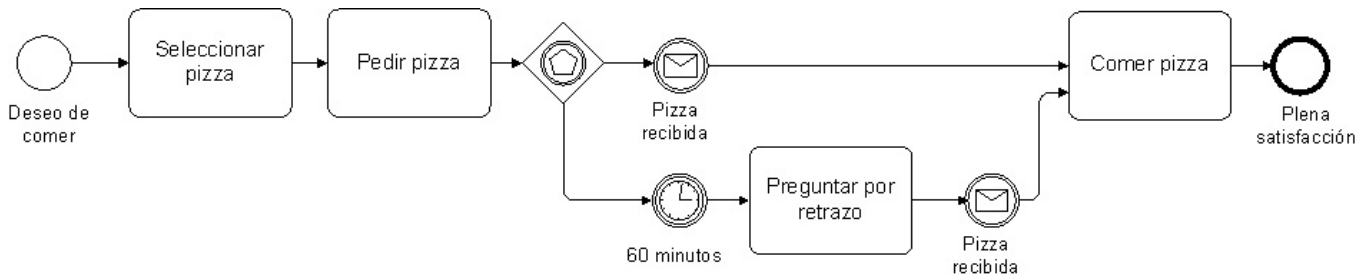 Deseo de
comer
Seleccionar
pizza
Pedir pizza
Pizza
recibida
60 minutos
Preguntar por
retrazo
Pizza
recibida
Comer pizza
Plena
satisfacción